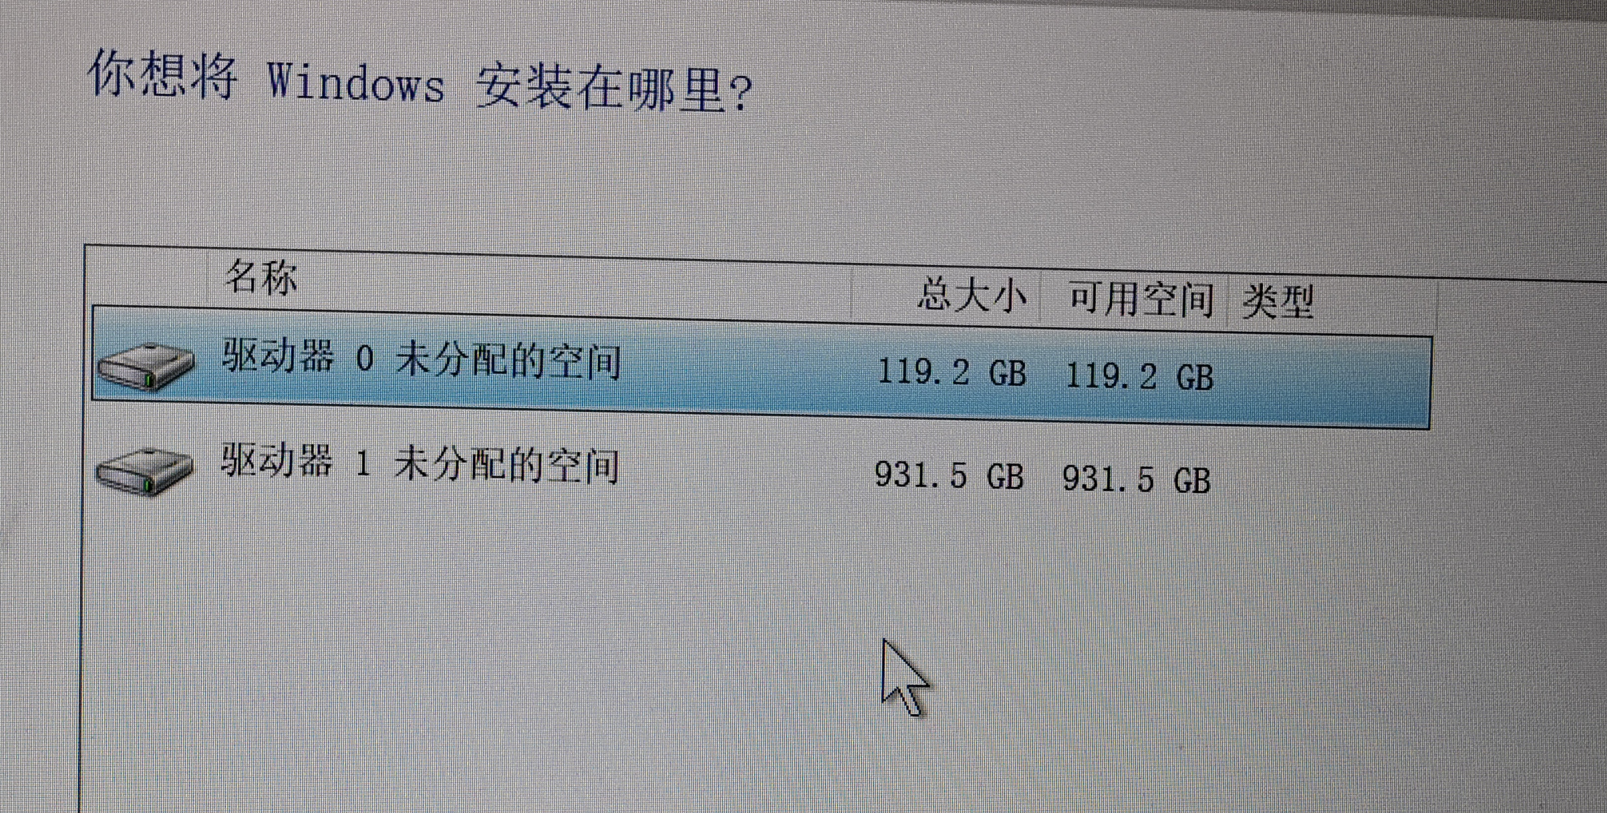 你想将 Windows 安装在哪里?
名称 总大小 可用空间 类型
驱动器 0 未分配的空间 119.2 GB 119.2 GB
驱动器 1 未分配的空间 931.5 GB 931.5 GB